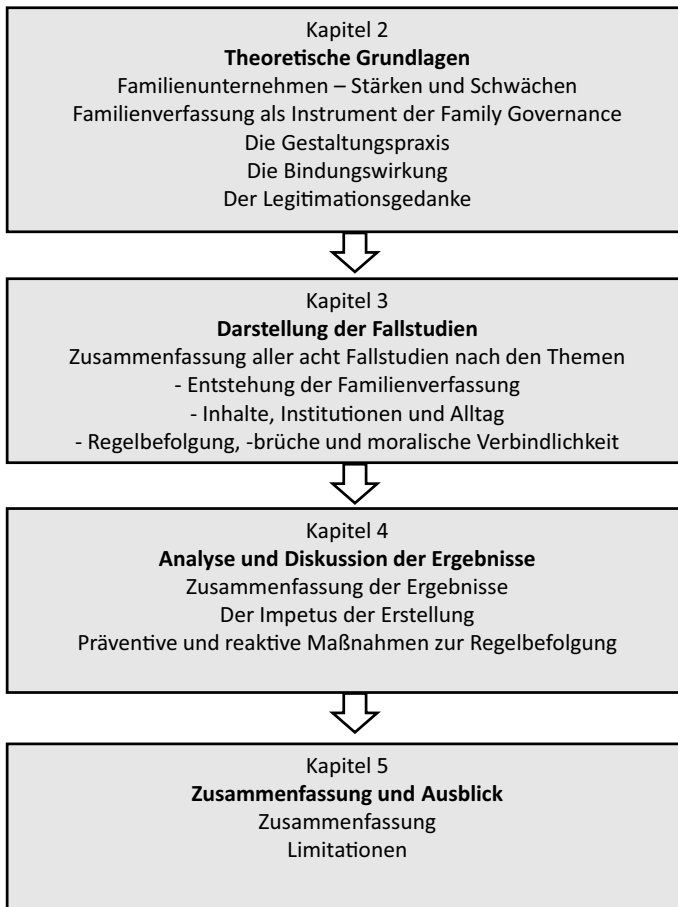 Kapitel 2
Theoretische Grundlagen
Familienunternehmen – Stärken und Schwächen
Familienverfassung als Instrument der Family Governance
Die Gestaltungspraxis
Die Bindungswirkung
Der Legitimationsgedanke
Kapitel 3
Darstellung der Fallstudien
Zusammenfassung aller acht Fallstudien nach den Themen
- Entstehung der Familienverfassung
- Inhalte, Institutionen und Alltag
- Regelbefolgung, -brüche und moralische Verbindlichkeit
Kapitel 4
Analyse und Diskussion der Ergebnisse
Zusammenfassung der Ergebnisse
Der Impetus der Erstellung
Präventive und reaktive Maßnahmen zur Regelbefolgung
Kapitel 5
Zusammenfassung und Ausblick
Zusammenfassung
Limitationen